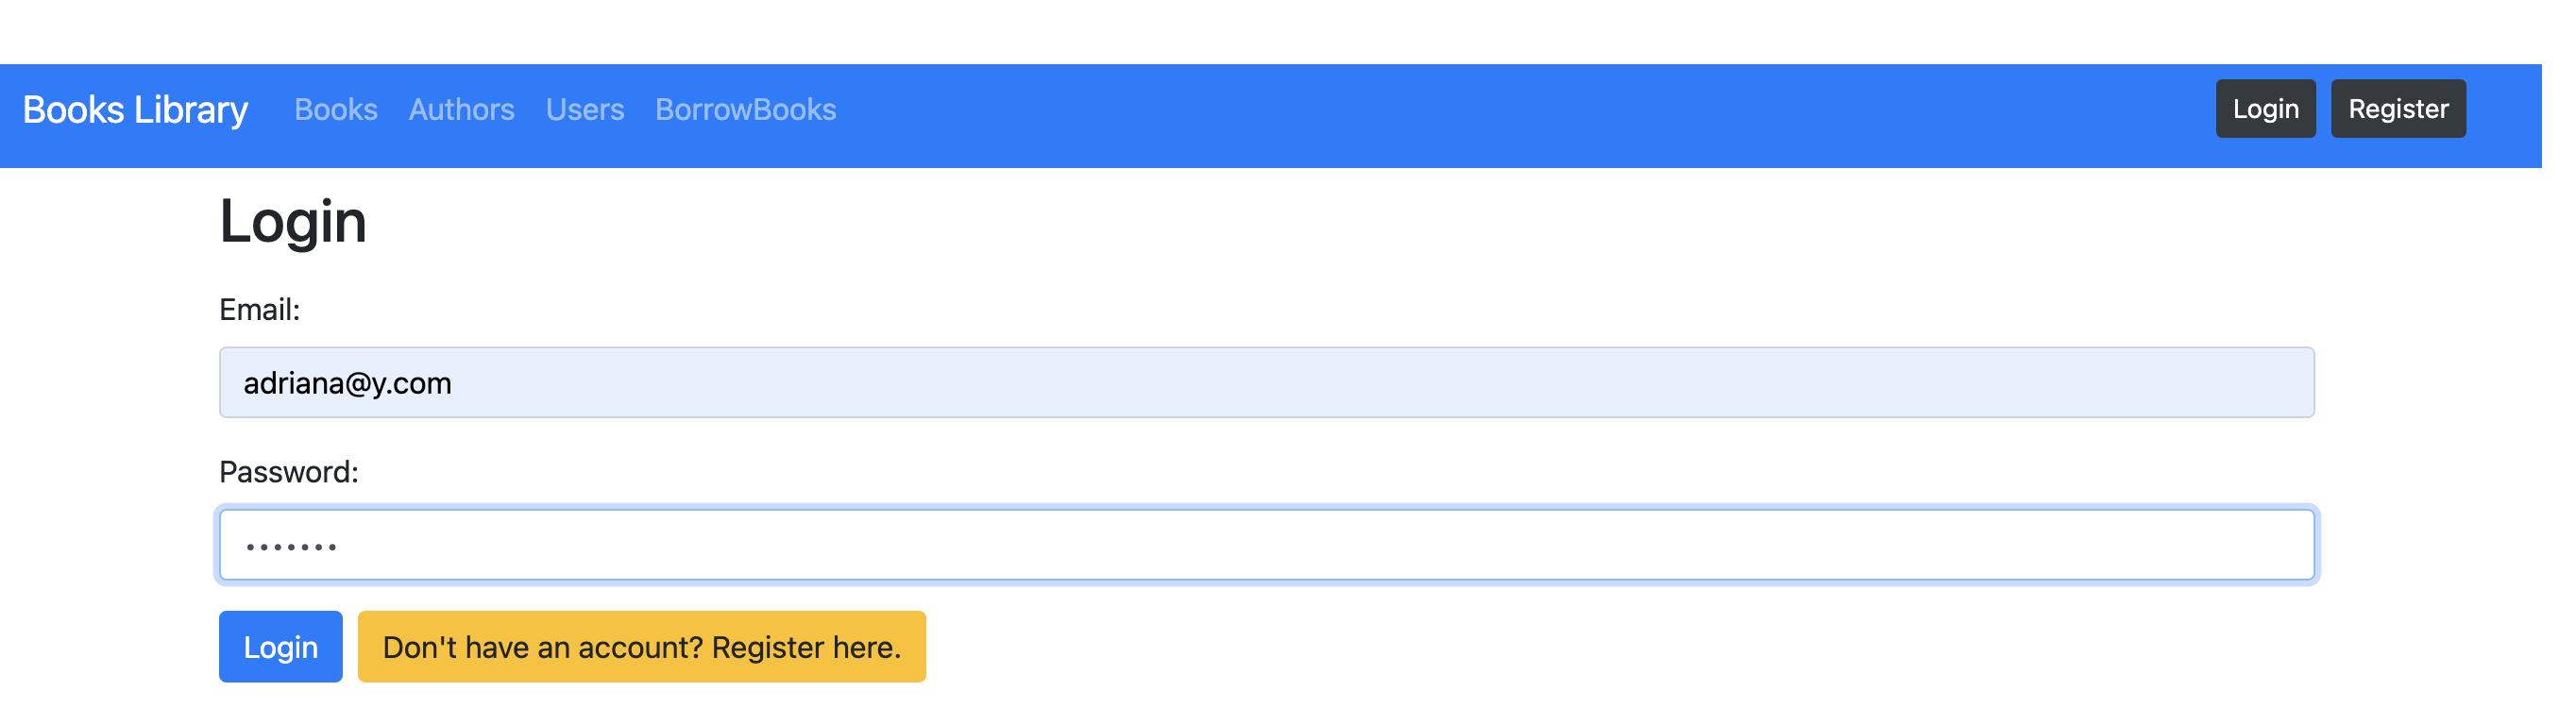 Books Library Books Authors Users BorrowBooks Login Register
Login
Email:
adriana@y.com
Password:
•••••••
Login Don't have an account? Register here.